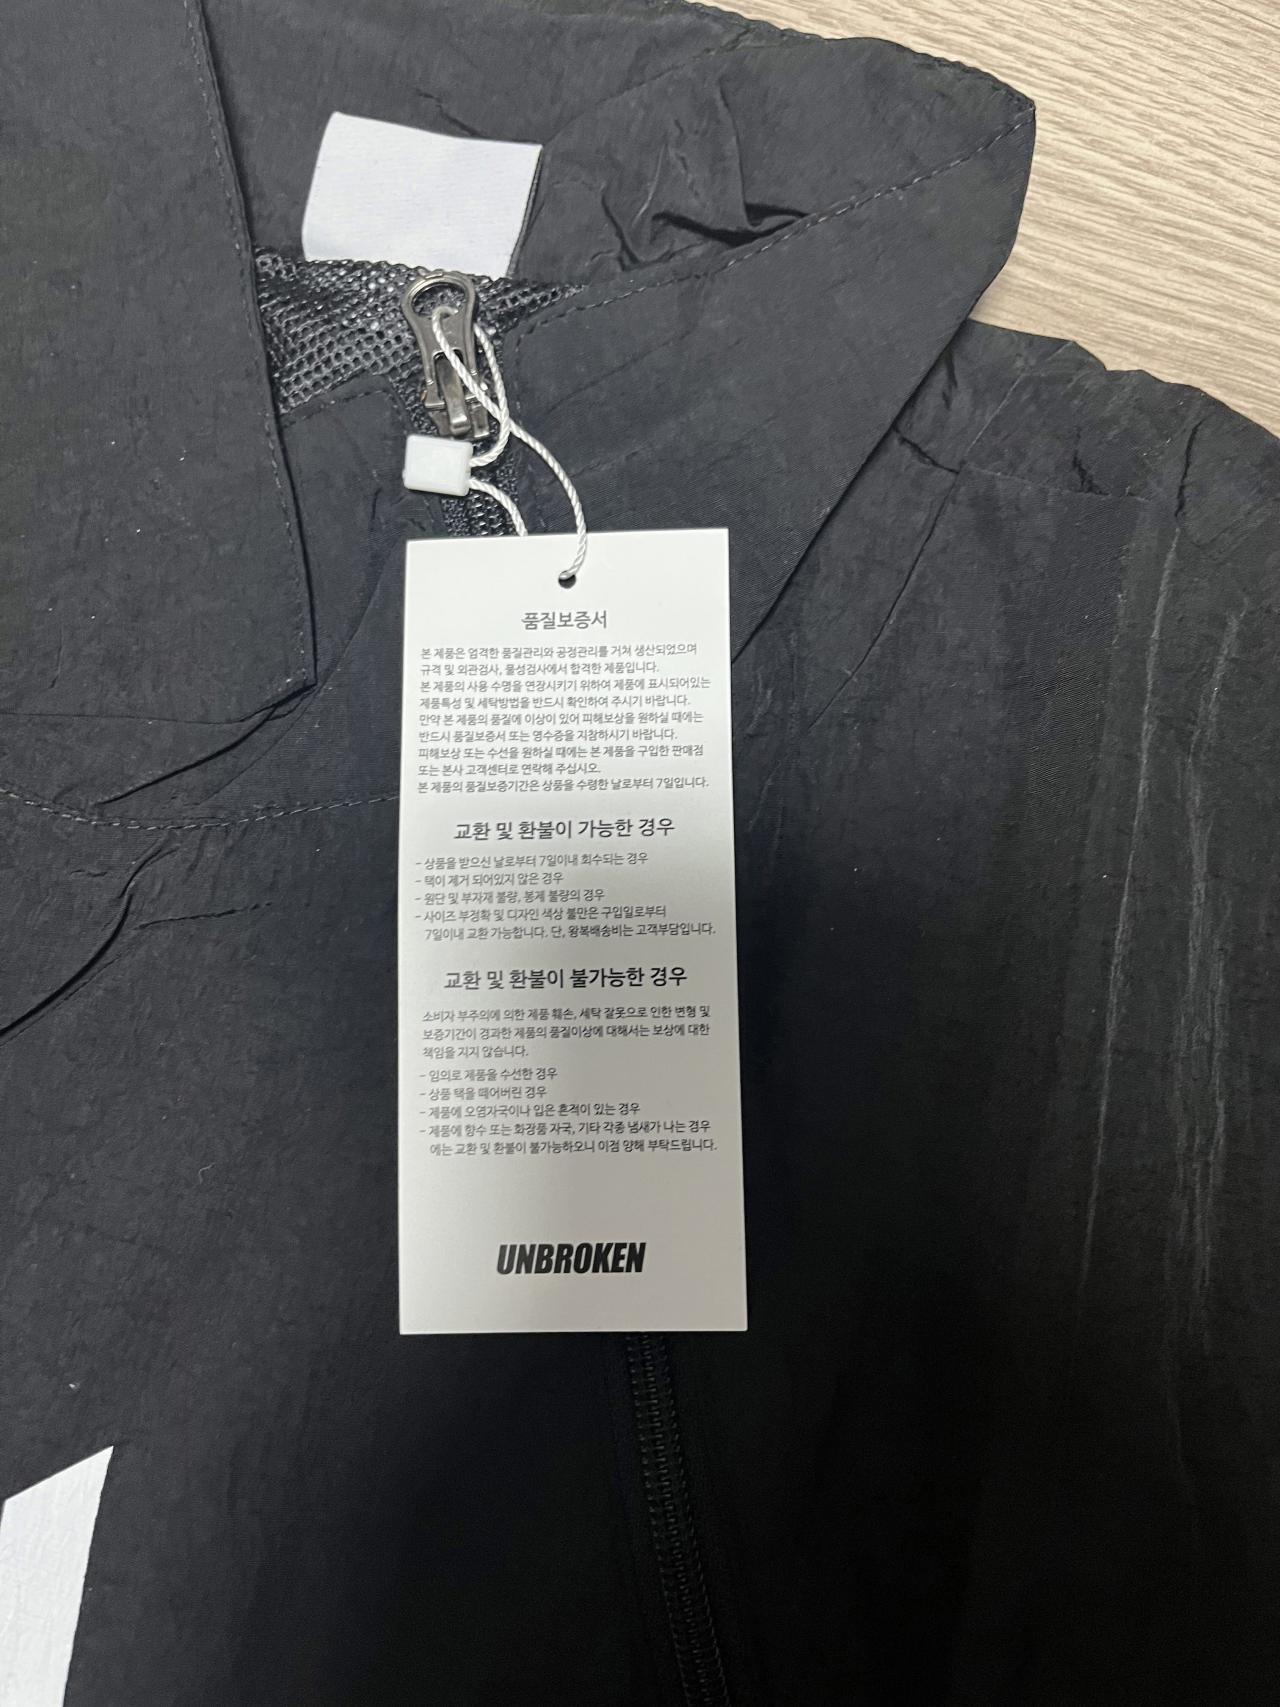 품질보증서
본 제품은 엄격한 품질관리와 공정관리를 거쳐 생산되었으며
규격 및 외관검사, 물성검사에서 합격한 제품입니다.
본 제품의 사용 수명을 연장시키기 위하여 제품에 표시되어있는
제품특성 및 세탁방법을 반드시 확인하여 주시기 바랍니다.
만약 본 제품의 품질에 이상이 있어 피해보상을 원하실 때에는
반드시 품질보증서 또는 영수증을 지참하시기 바랍니다.
피해보상 또는 수선을 원하실 때에는 본 제품을 구입한 판매점
또는 본사 고객센터로 연락해 주십시오.
본 제품의 품질보증기간은 상품을 수령한 날로부터 7일입니다.
교환 및 환불이 가능한 경우
- 상품을 받으신 날로부터 7일이내 회수되는 경우
- 택이 제거 되어있지 않은 경우
- 원단 및 부자재 불량, 봉제 불량의 경우
- 사이즈 부정확 및 디자인 색상 불만은 구입일로부터
7일이내 교환 가능합니다. 단, 왕복배송비는 고객부담입니다.
교환 및 환불이 불가능한 경우
소비자 부주의에 의한 제품 훼손, 세탁 잘못으로 인한 변형 및
보증기간이 경과한 제품의 품질이상에 대해서는 보상에 대한
책임을 지지 않습니다.
- 임의로 제품을 수선한 경우
- 상품 택을 떼어버린 경우
- 제품에 오염자국이나 입은 흔적이 있는 경우
- 제품에 향수 또는 화장품 자국, 기타 각종 냄새가 나는 경우
에는 교환 및 환불이 불가능하오니 이점 양해 부탁드립니다.
UNBROKEN